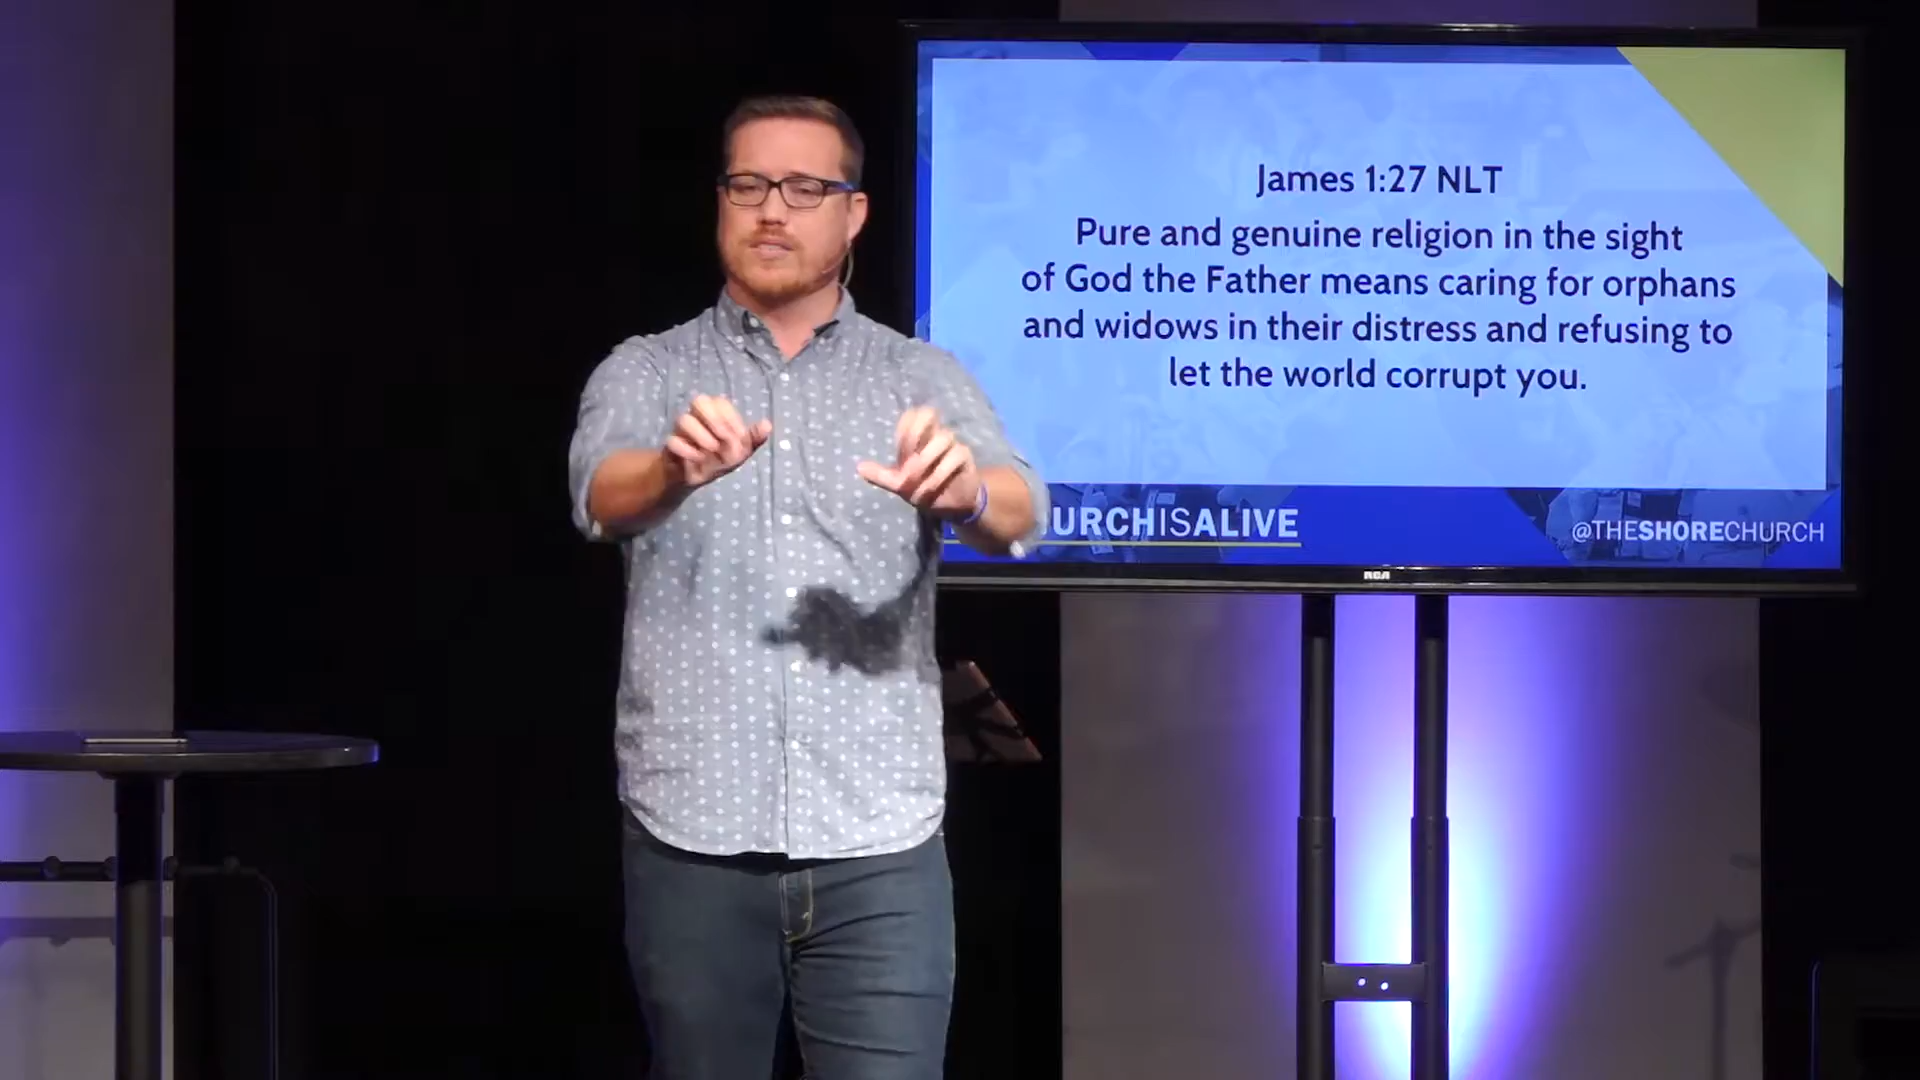 James 1:27 NLT
Pure and genuine religion in the sight
of God the Father means caring for orphans
and widows in their distress and refusing to
let the world corrupt you.
URCHISALIVE
@THESHORECHURCH
RCA